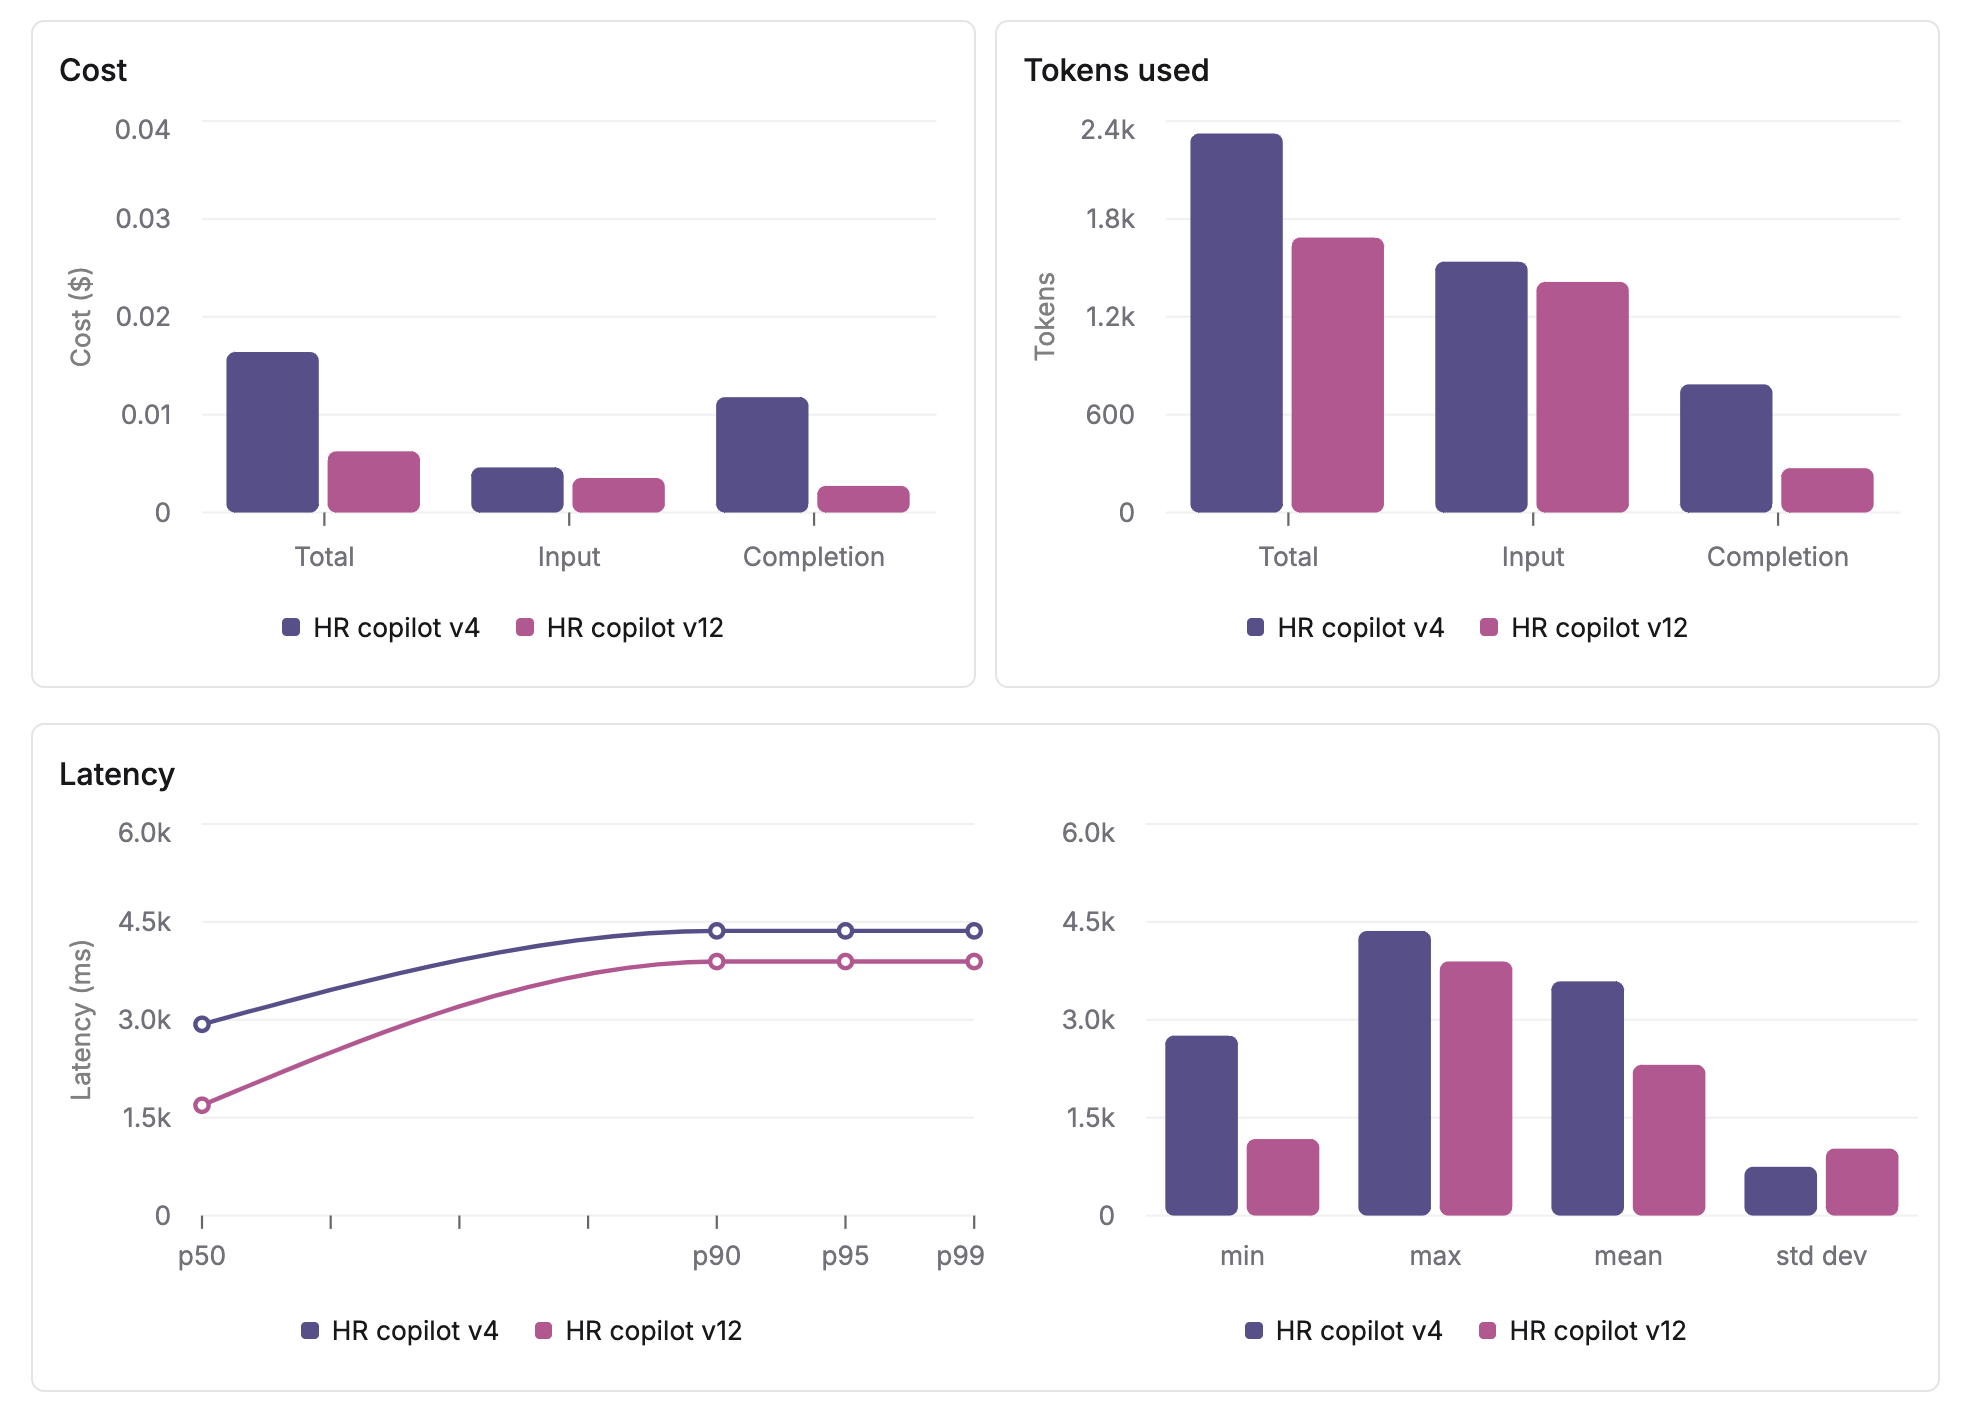 Cost
0.04
0.03
0.02
0.01
0
Cost ($)
Total
Input
Completion
HR copilot v4
HR copilot v12
Tokens used
2.4k
1.8k
1.2k
600
0
Tokens
Total
Input
Completion
HR copilot v4
HR copilot v12
Latency
6.0k
4.5k
3.0k
1.5k
0
Latency (ms)
p50
p90
p95
p99
HR copilot v4
HR copilot v12
6.0k
4.5k
3.0k
1.5k
0
min
max
mean
std dev
HR copilot v4
HR copilot v12